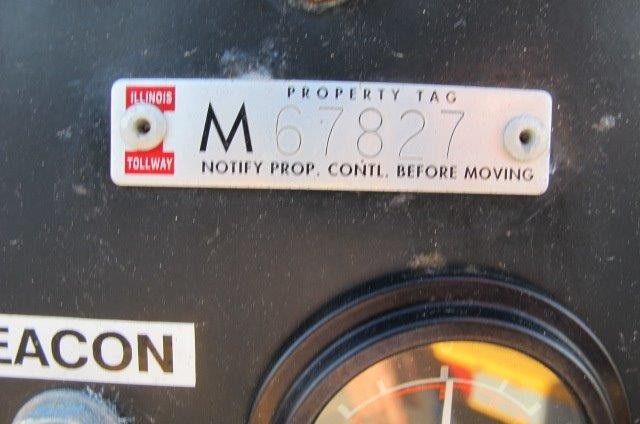 PROPERTY TAG
ILLINOIS
M 67827
TOLLWAY
NOTIFY PROP. CONTL. BEFORE MOVING
EACON